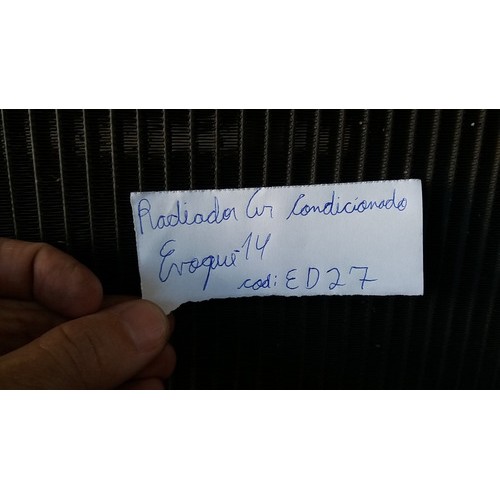 Radiador Ar Condicionado
Evoque 14
cod: ED27